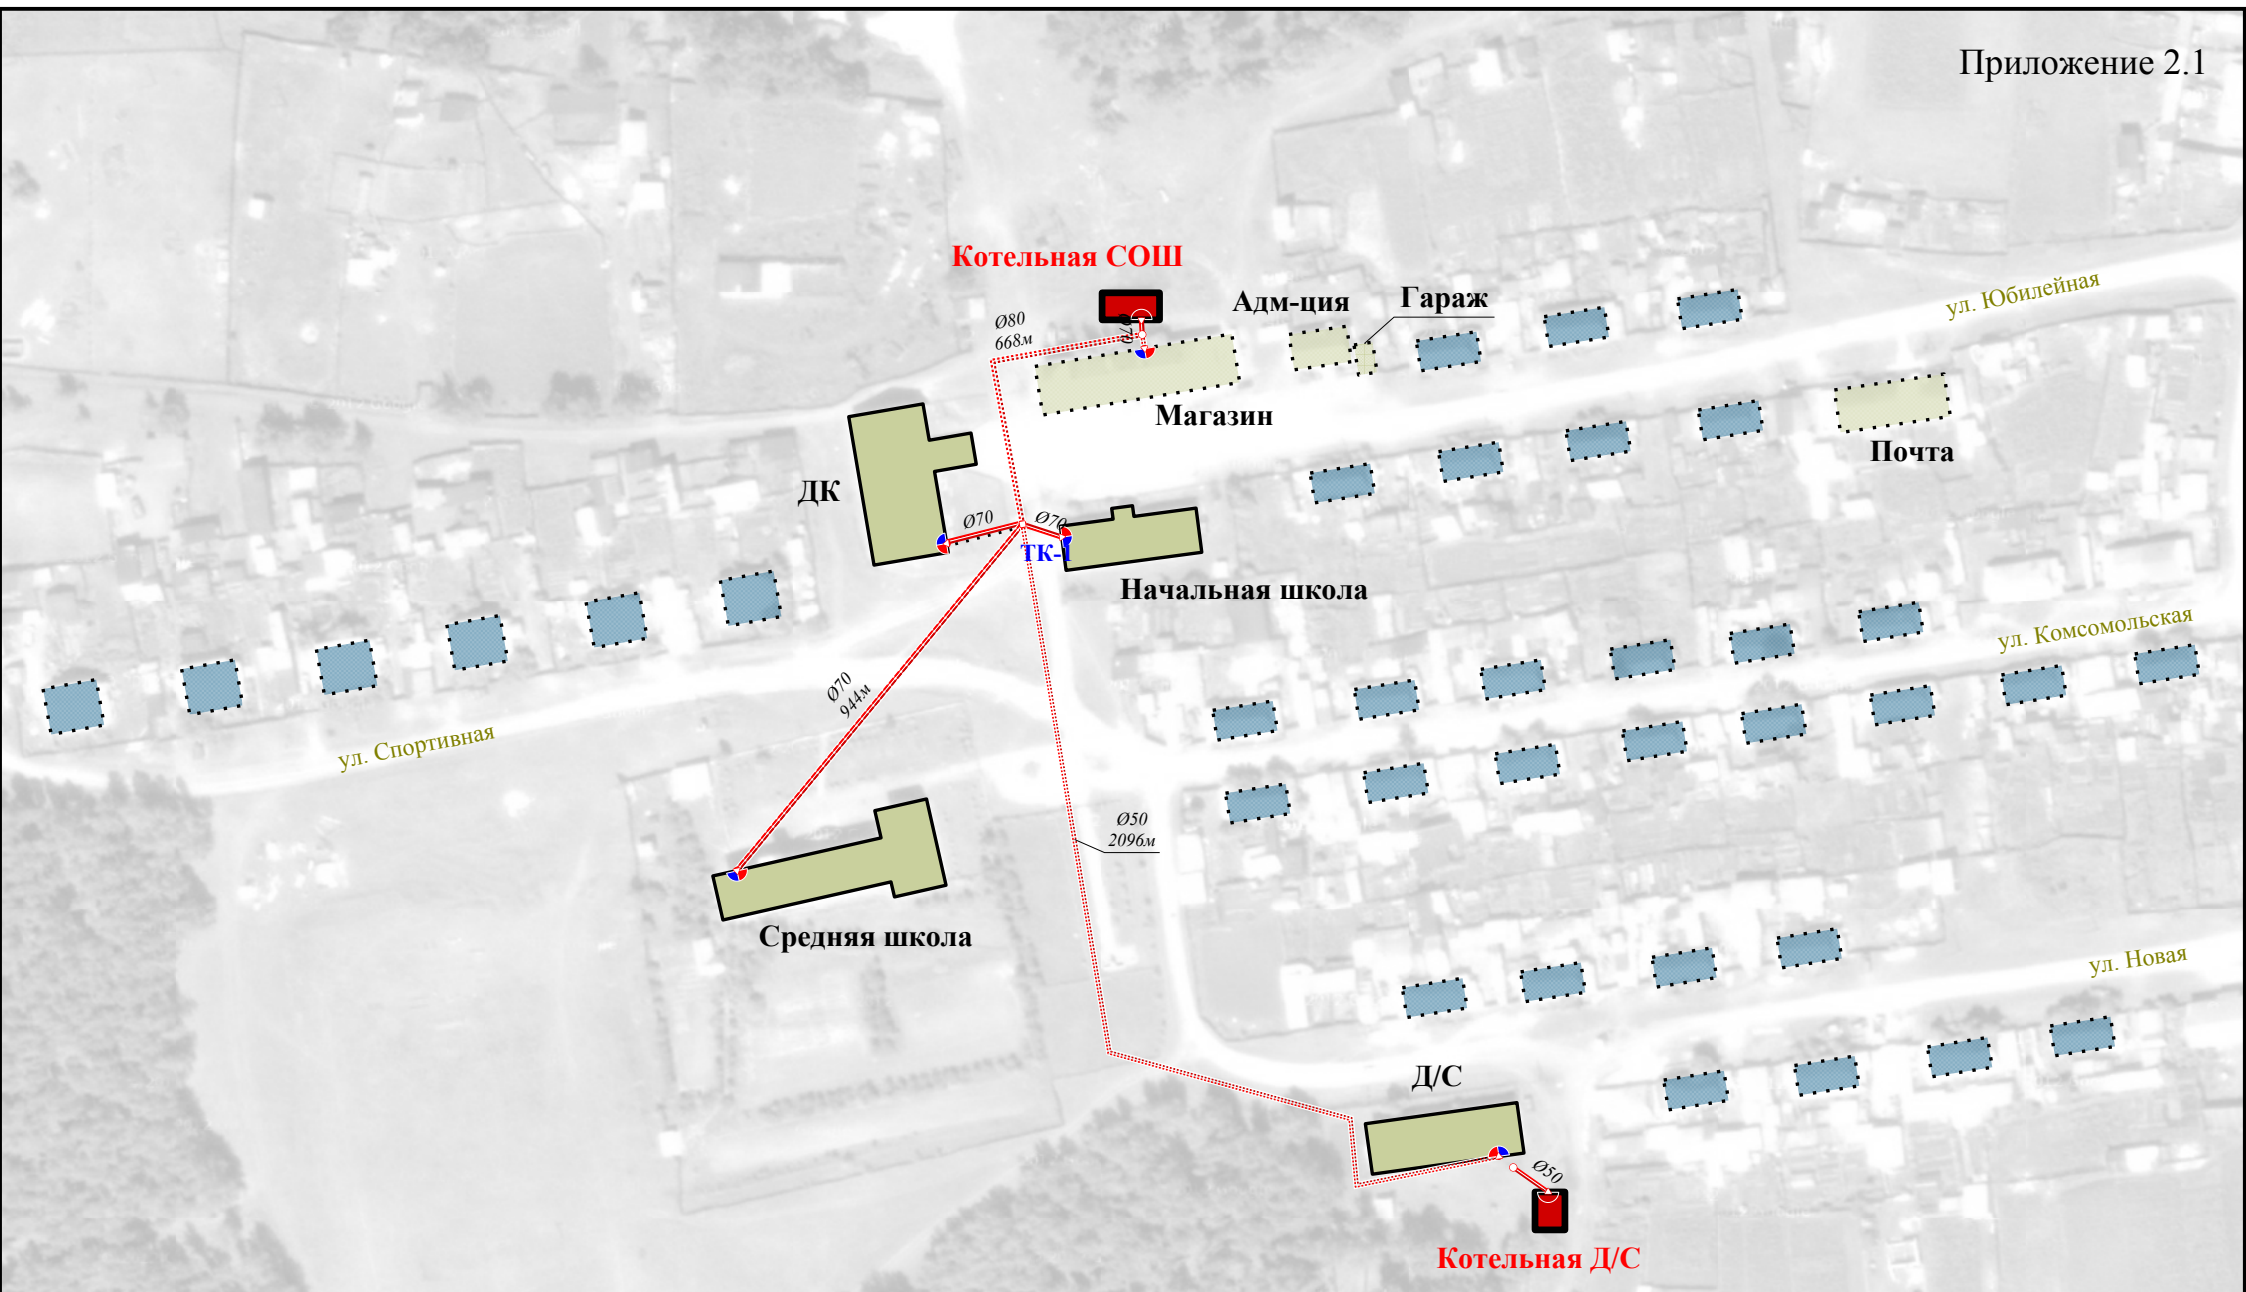 Приложение 2.1
Котельная СОШ
ул. Юбилейная
Адм-ция
Гараж
Ø80
668м
Ø70
Магазин
Почта
ДК
Ø70
Ø70
ТК-1
Начальная школа
ул. Комсомольская
Ø70
944м
ул. Спортивная
Ø50
2096м
Средняя школа
ул. Новая
Д/С
Ø50
Котельная Д/С